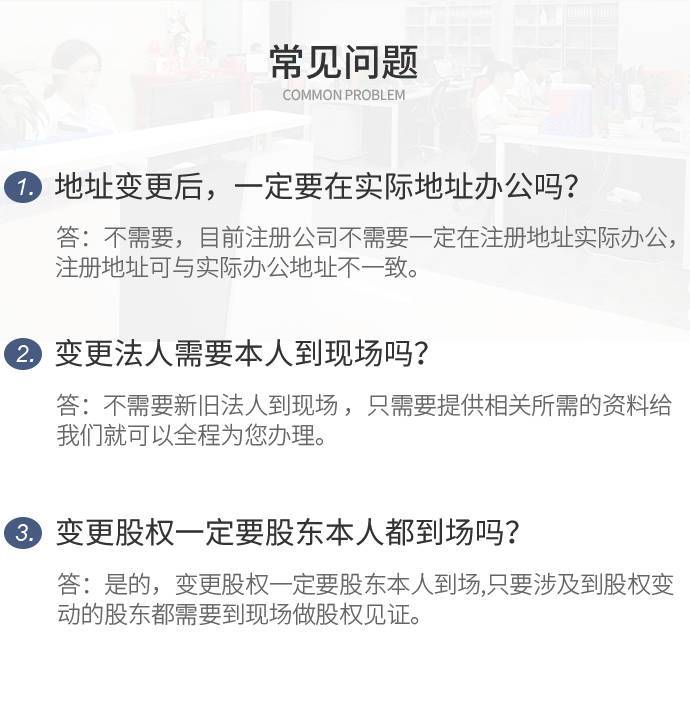 常见问题
COMMON PROBLEM
1. 地址变更后，一定要在实际地址办公吗？
答：不需要，目前注册公司不需要一定在注册地址实际办公，
注册地址可与实际办公地址不一致。
2. 变更法人需要本人到现场吗？
答：不需要新旧法人到现场，只需要提供相关所需的资料给
我们就可以全程为您办理。
3. 变更股权一定要股东本人都到场吗？
答：是的，变更股权一定要股东本人到场,只要涉及到股权变
动的股东都需要到现场做股权见证。